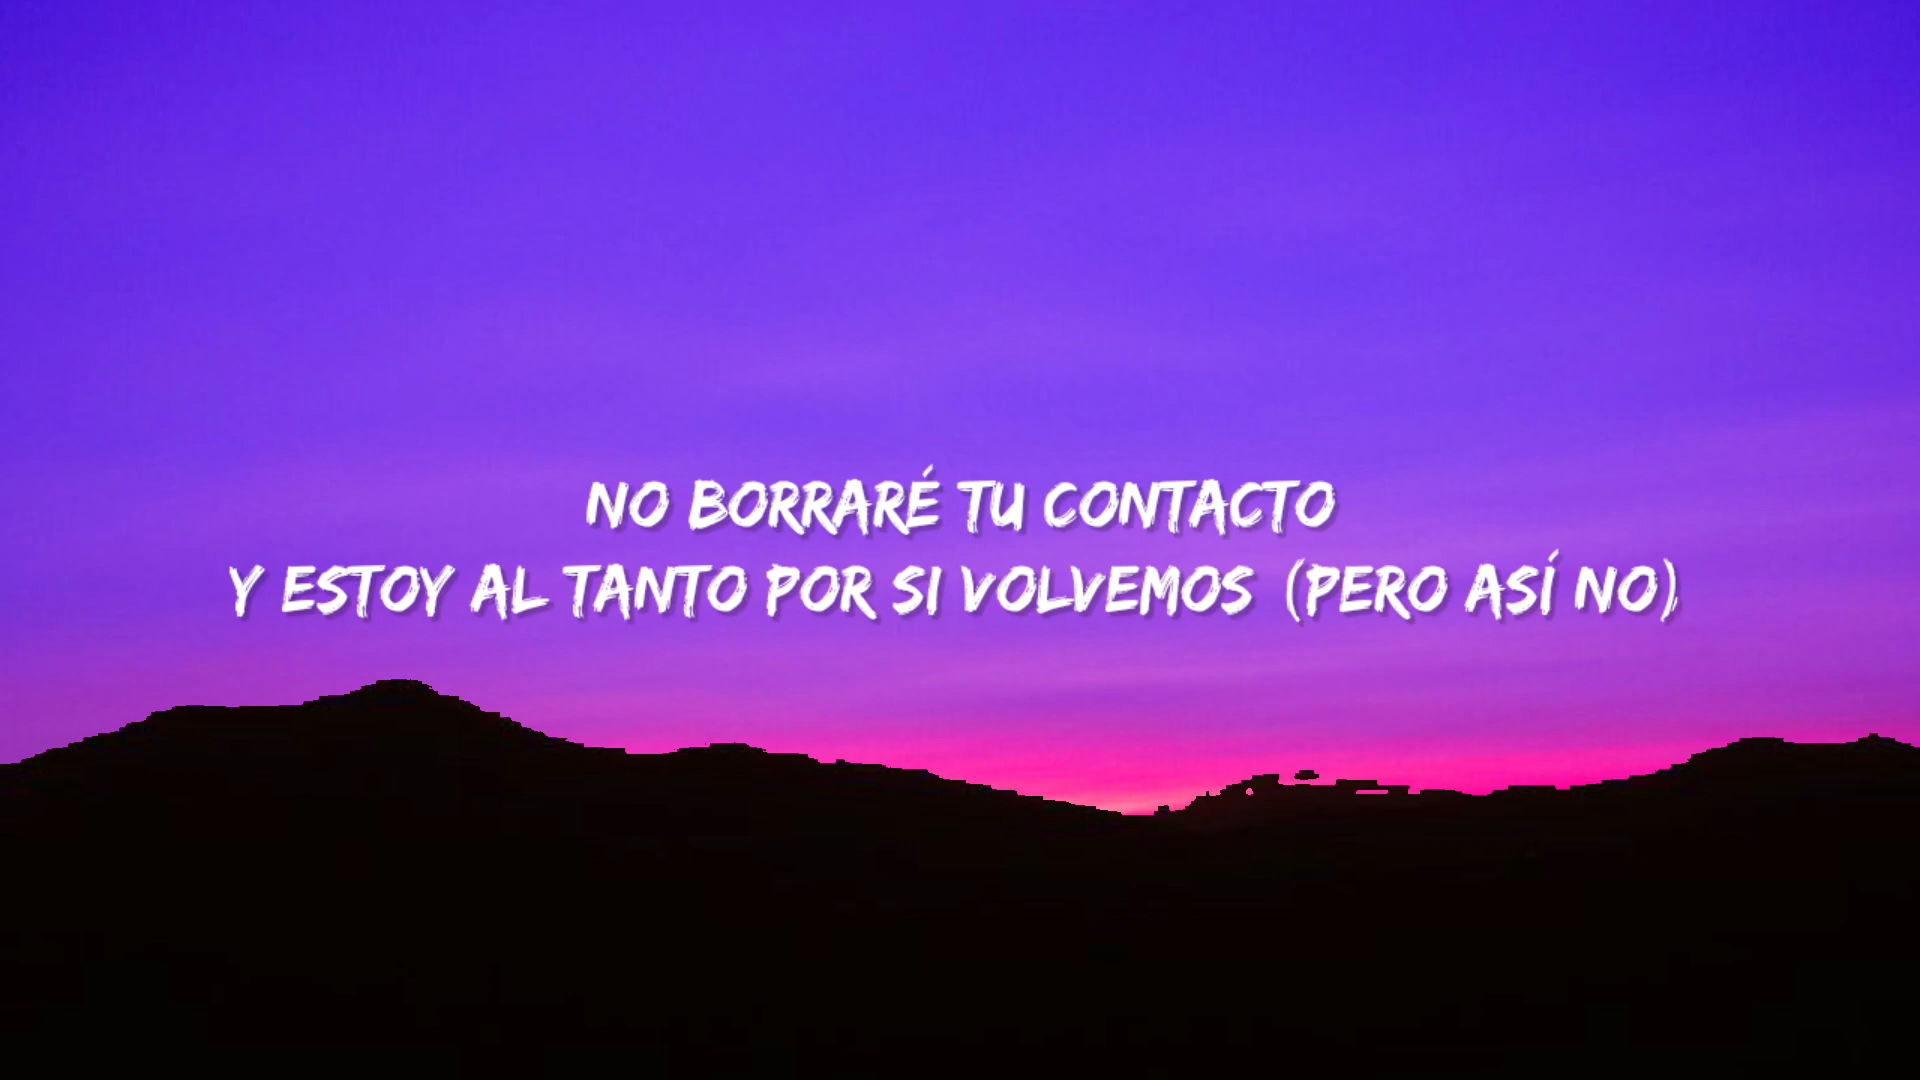 NO BORRARÉ TU CONTACTO
Y ESTOY AL TANTO POR SI VOLVEMOS (PERO ASÍ NO)